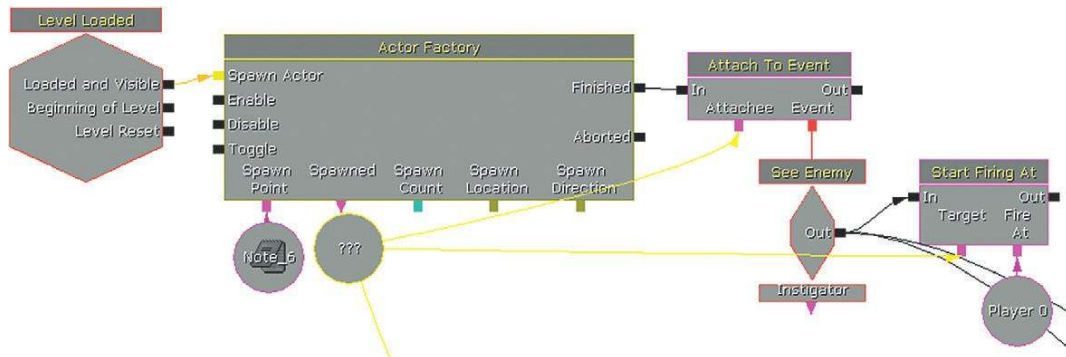 Level Loaded
Loaded and Visible
Beginning of Level
Level Reset
Actor Factory
Spawn Actor
Enable
Disable
Toggle
Finished
Aborted
Spawn
Point
Spawned
Spawn
Count
Spawn
Location
Spawn
Direction
Note_6
???
Attach To Event
In
Out
Attachee
Event
See Enemy
Out
Instigator
Start Firing At
In
Out
Target
Fire
At
Player 0